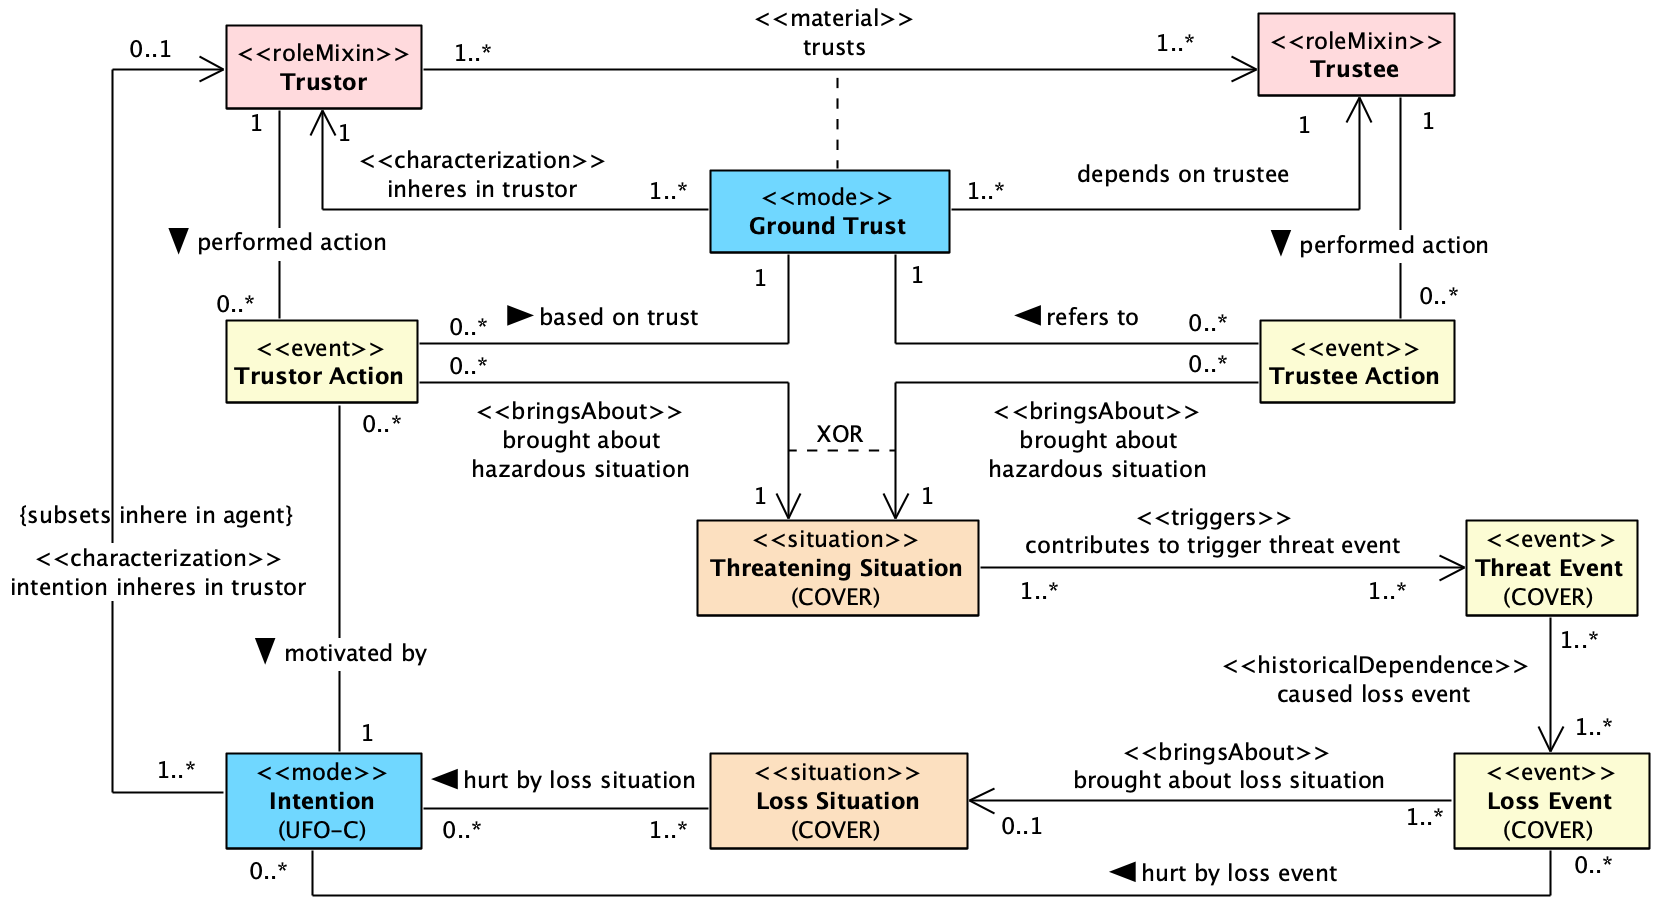 <<material>>
trusts
0..1
<<roleMixin>>
Trustor
1..*
1..*
<<roleMixin>>
Trustee
1
1
<<characterization>>
inheres in trustor
1..*
<<mode>>
Ground Trust
1..*
depends on trustee
1
1
▼ performed action
▼ performed action
0..*
1
1
0..*
<<event>>
Trustor Action
0..*
► based on trust
◄ refers to
0..*
<<event>>
Trustee Action
0..*
0..*
0..*
<<bringsAbout>>
brought about
hazardous situation
XOR
<<bringsAbout>>
brought about
hazardous situation
1
1
{subsets inhere in agent}
<<characterization>>
intention inheres in trustor
<<situation>>
Threatening Situation
(COVER)
<<triggers>>
contributes to trigger threat event
1..*
1..*
<<event>>
Threat Event
(COVER)
1..*
▼ motivated by
<<historicalDependence>>
caused loss event
1
1..*
1..*
<<mode>>
Intention
(UFO-C)
◄ hurt by loss situation
0..*
1..*
<<situation>>
Loss Situation
(COVER)
<<bringsAbout>>
brought about loss situation
0..1
1..*
<<event>>
Loss Event
(COVER)
0..*
◄ hurt by loss event
0..*